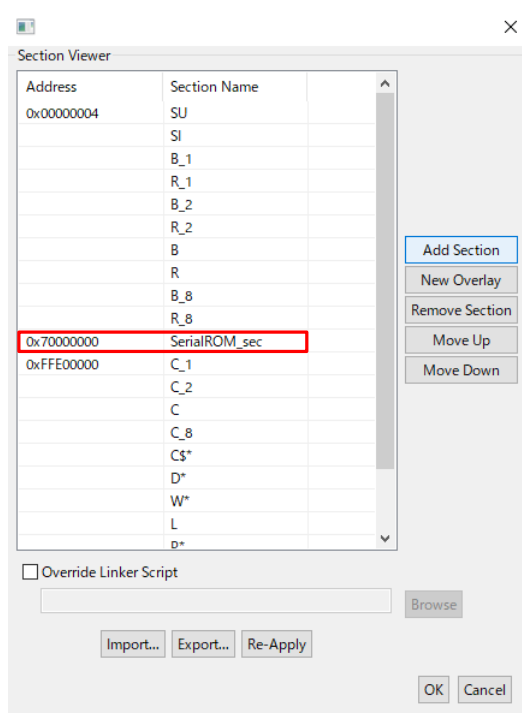 Section Viewer
Address Section Name
0x00000004 SU
SI
B_1
R_1
B_2
R_2
B
R
B_8
R_8
0x70000000 SerialROM_sec
0xFFE00000 C_1
C_2
C
C_8
C$*
D*
W*
L
Add Section
New Overlay
Remove Section
Move Up
Move Down
Override Linker Script
Browse
Import... Export... Re-Apply
OK Cancel